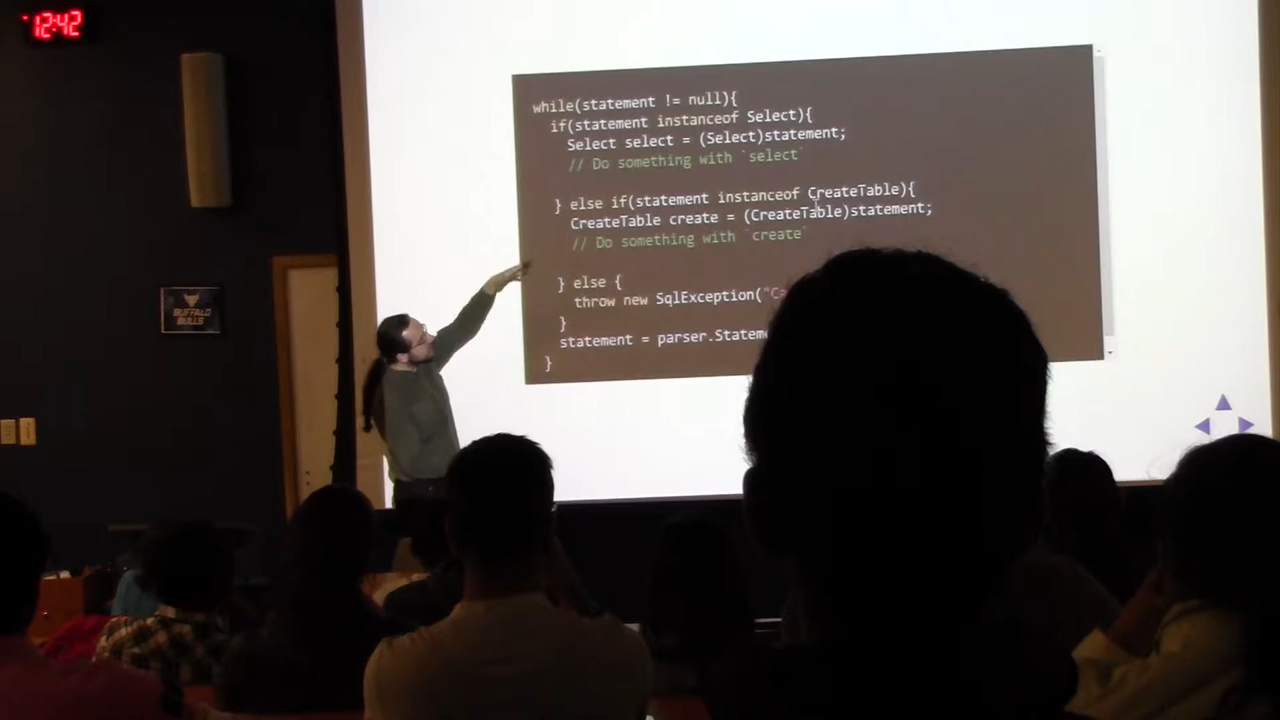 12:42
while(statement != null){
if(statement instanceof Select){
Select select = (Select)statement;
// Do something with `select`
} else if(statement instanceof CreateTable){
CreateTable create = (CreateTable)statement;
// Do something with `create`
} else {
throw new SqlException("Ca
}
statement = parser.Stateme
}
BUFFALO
BULLS